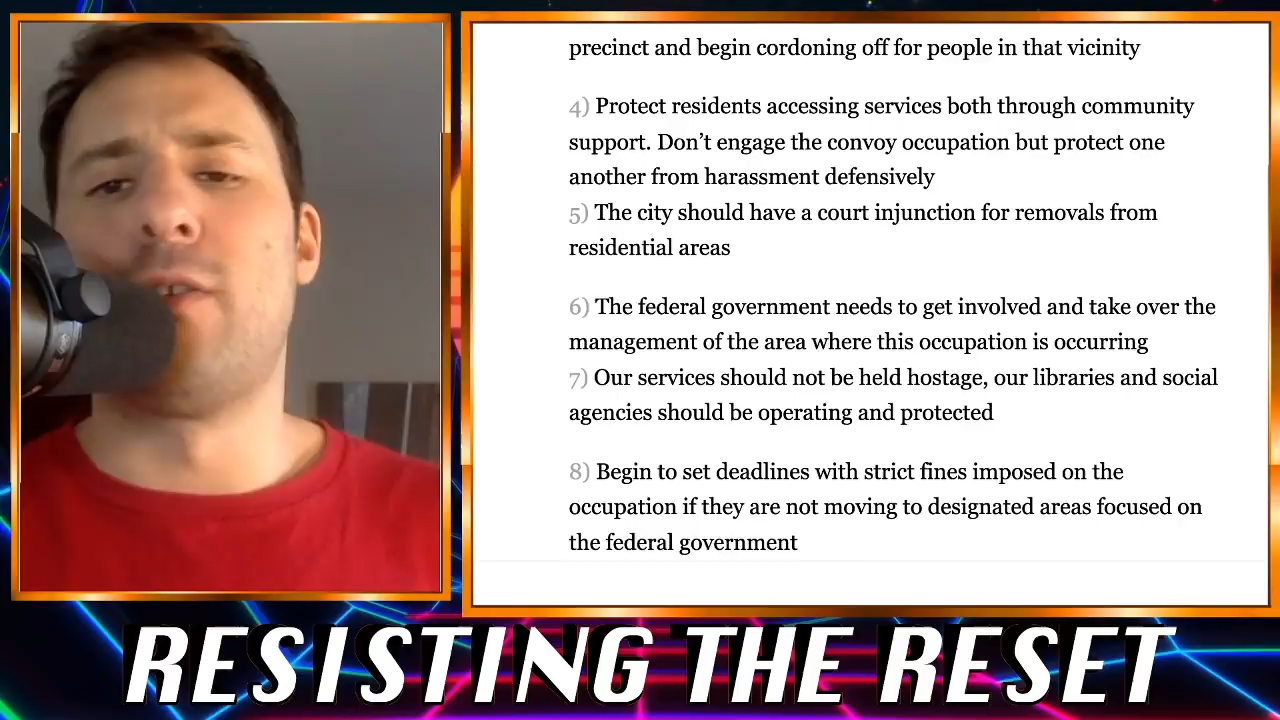 precinct and begin cordoning off for people in that vicinity
4) Protect residents accessing services both through community
support. Don’t engage the convoy occupation but protect one
another from harassment defensively
5) The city should have a court injunction for removals from
residential areas
6) The federal government needs to get involved and take over the
management of the area where this occupation is occurring
7) Our services should not be held hostage, our libraries and social
agencies should be operating and protected
8) Begin to set deadlines with strict fines imposed on the
occupation if they are not moving to designated areas focused on
the federal government
RESISTING THE RESET